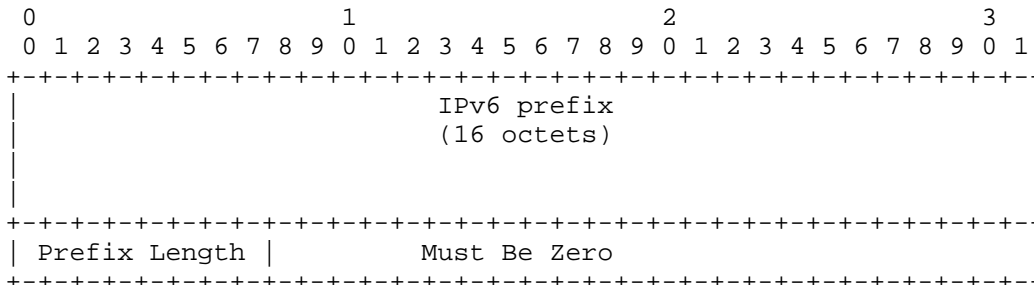 0                   1                   2                   3
0 1 2 3 4 5 6 7 8 9 0 1 2 3 4 5 6 7 8 9 0 1 2 3 4 5 6 7 8 9 0 1
+-+-+-+-+-+-+-+-+-+-+-+-+-+-+-+-+-+-+-+-+-+-+-+-+-+-+-+-+-+-+-+-
| IPv6 prefix
| (16 octets)
|
|
+-+-+-+-+-+-+-+-+-+-+-+-+-+-+-+-+-+-+-+-+-+-+-+-+-+-+-+-+-+-+-+-
| Prefix Length | Must Be Zero
+-+-+-+-+-+-+-+-+-+-+-+-+-+-+-+-+-+-+-+-+-+-+-+-+-+-+-+-+-+-+-+-